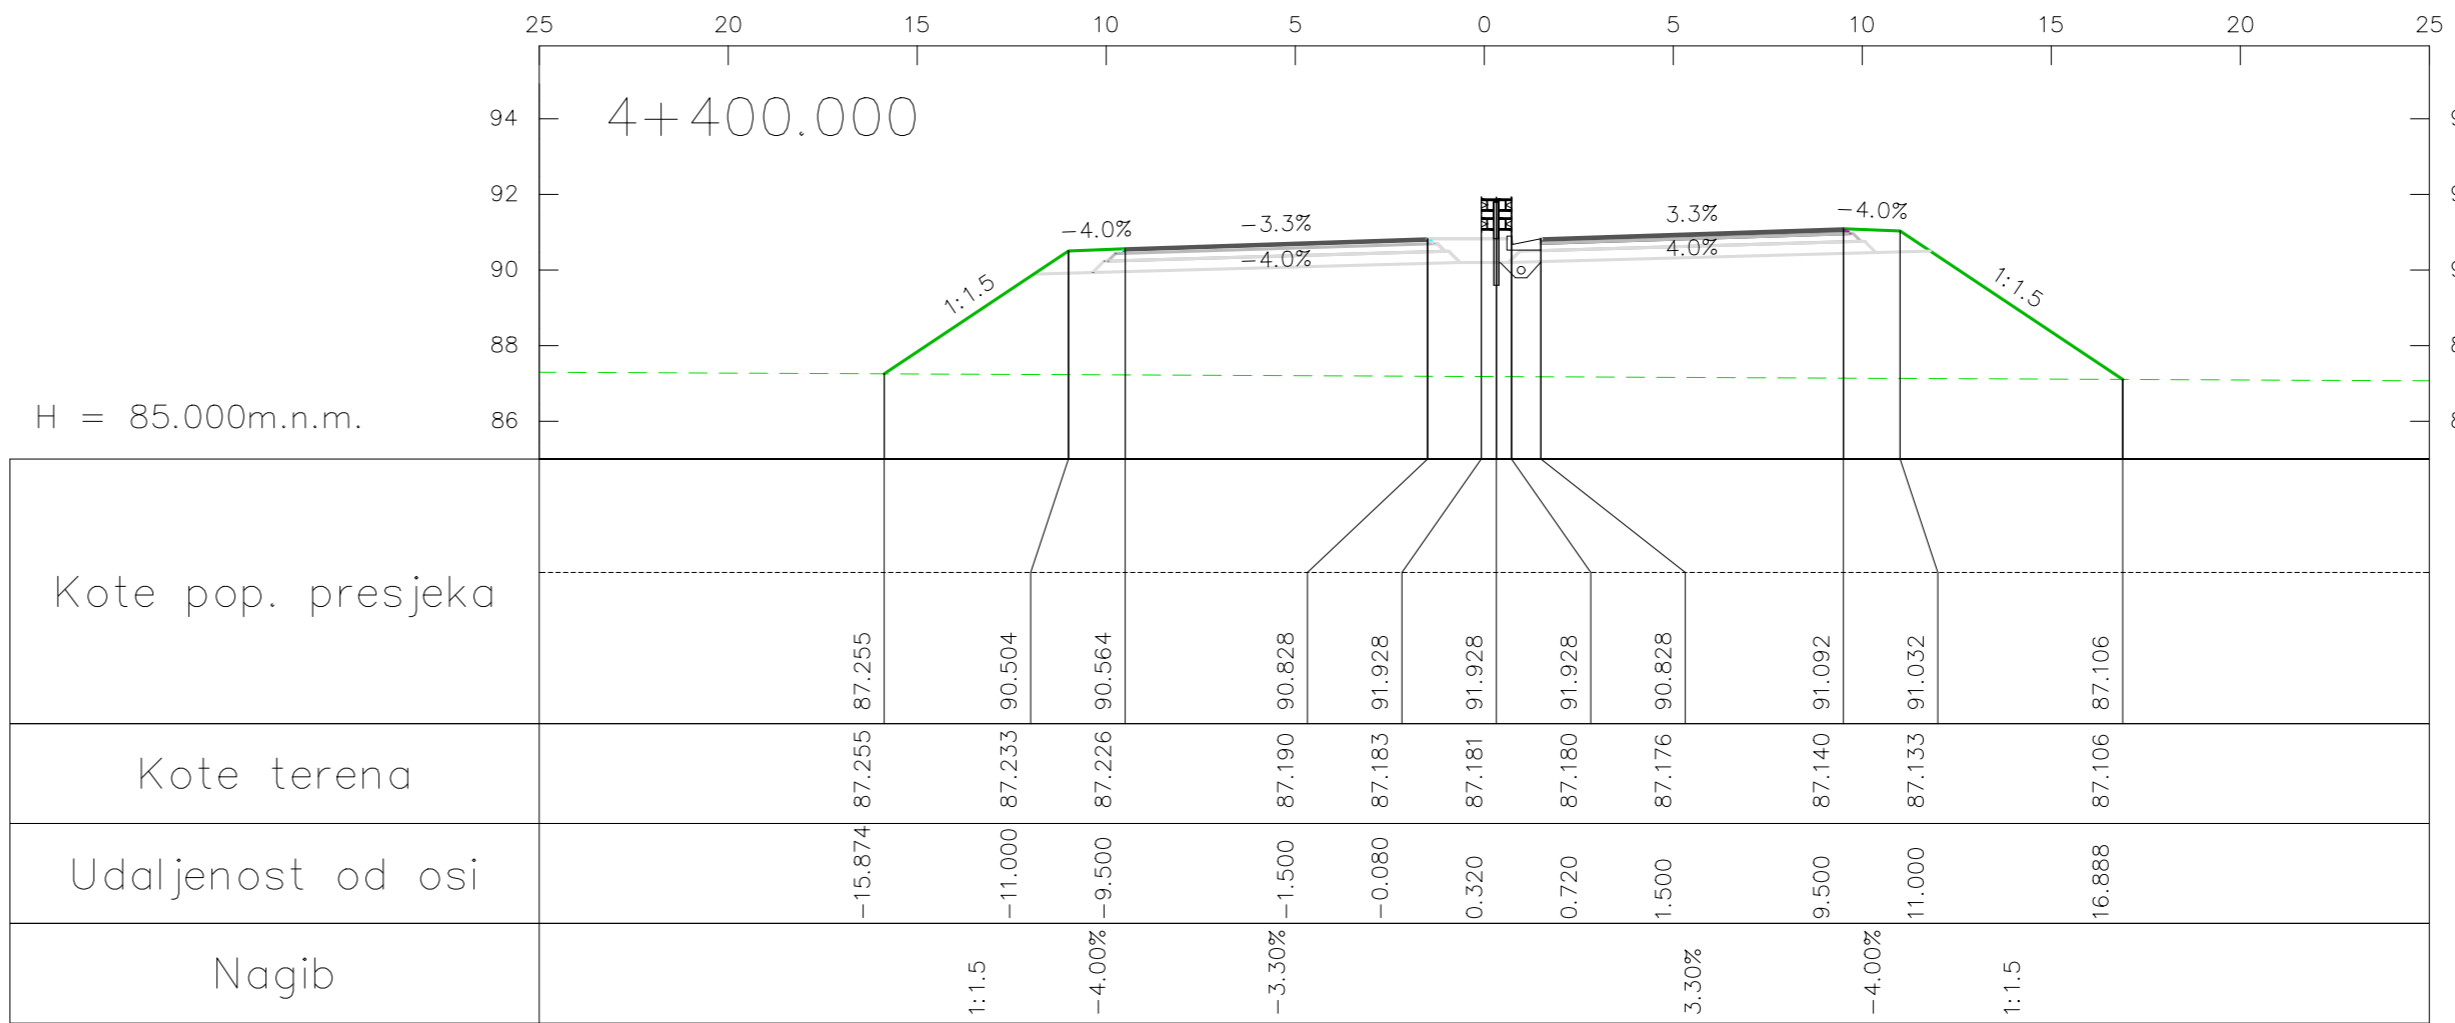 25 20 15 10 5 0 5 10 15 20 25
4+400.000
94
92
90
88
86
-4.0% -3.3% 3.3% -4.0%
-4.0% 4.0%
1:1.5 1:1.5
H = 85.000m.n.m.
Kote pop. presjeka 87.255 90.504 90.564 90.828 91.928 91.928 91.928 90.828 91.092 91.032 87.106
Kote terena 87.255 87.233 87.226 87.190 87.183 87.181 87.180 87.176 87.140 87.133 87.106
Udaljenost od osi -15.874 -11.000 -9.500 -1.500 -0.080 0.320 0.720 1.500 9.500 11.000 16.888
Nagib 1:1.5 -4.00% -3.30% 3.30% -4.00% 1:1.5